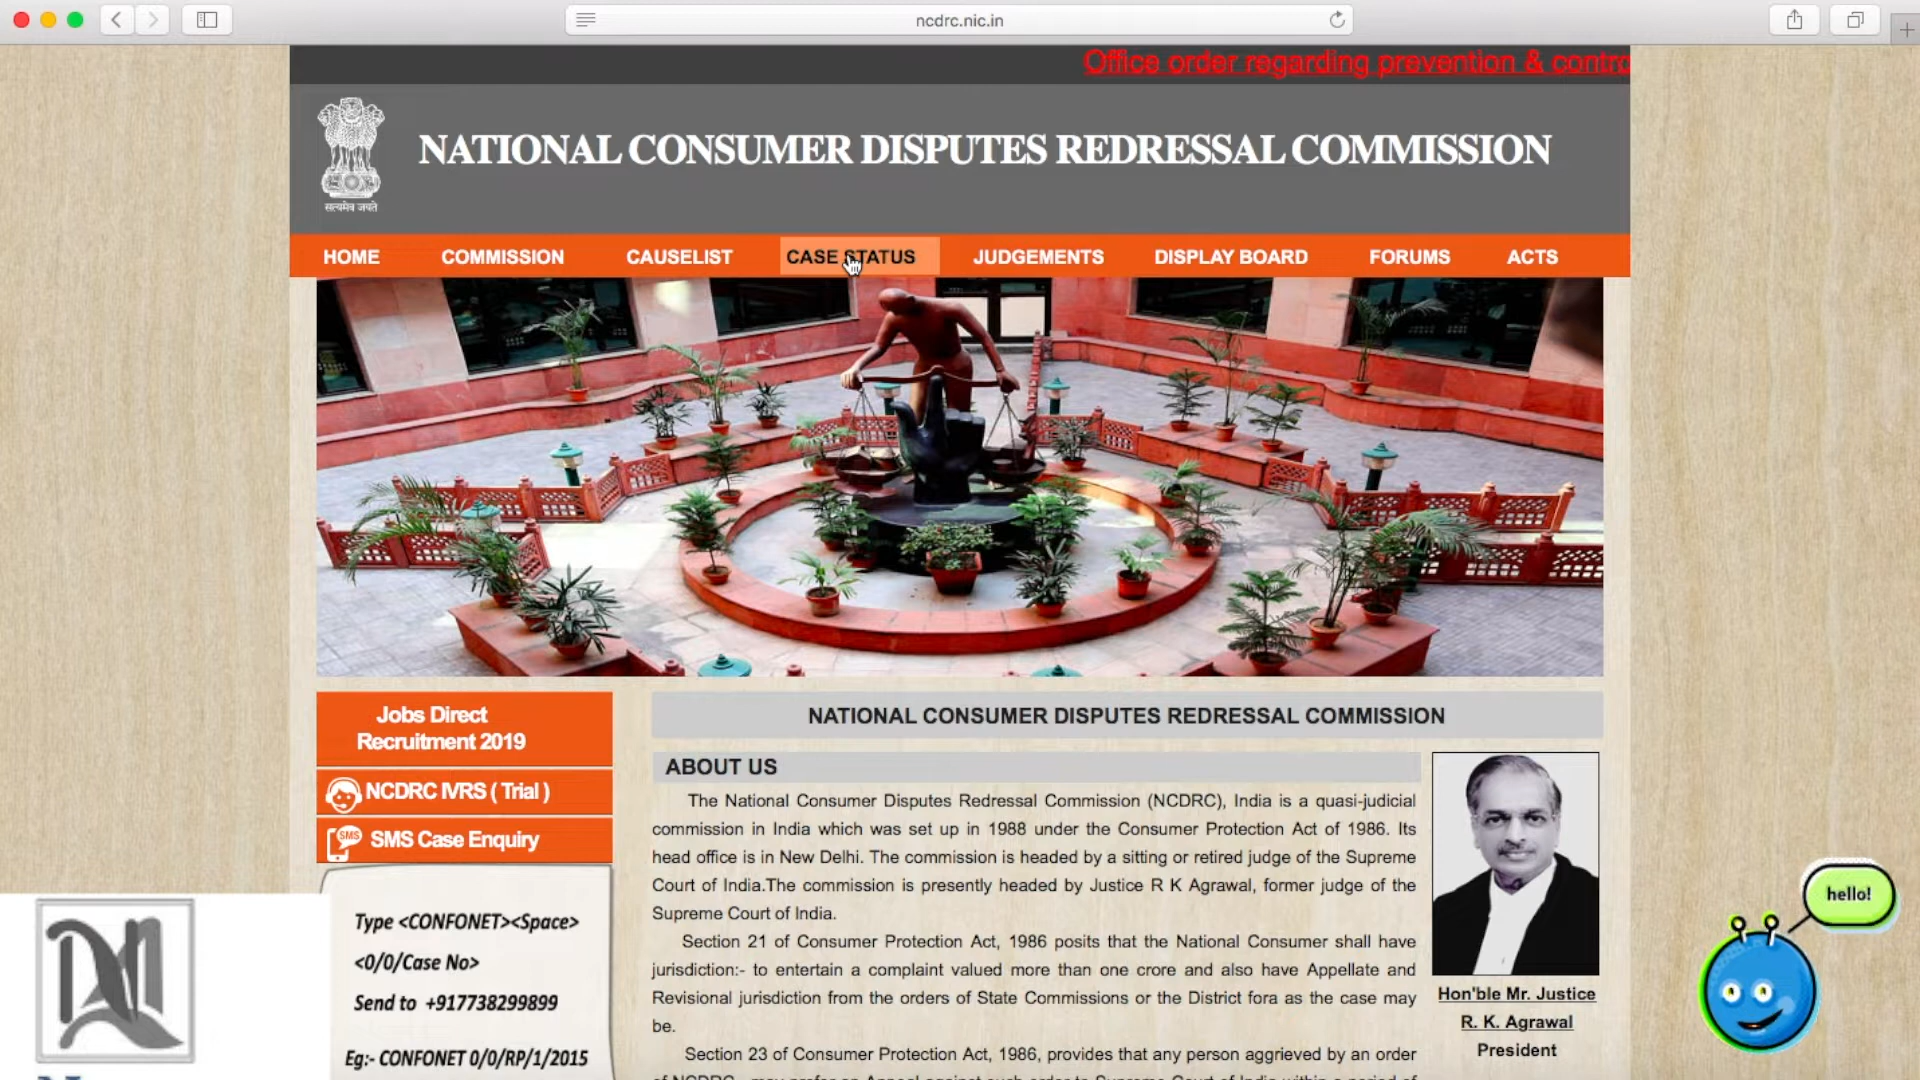 ncdrc.nic.in
Office order regarding prevention & contro
सत्यमेव जयते
NATIONAL CONSUMER DISPUTES REDRESSAL COMMISSION
HOME COMMISSION CAUSELIST CASE STATUS JUDGEMENTS DISPLAY BOARD FORUMS ACTS
Jobs Direct
Recruitment 2019
NCDRC IVRS ( Trial )
SMS
SMS Case Enquiry
Type <CONFONET><Space>
<0/0/Case No>
Send to +917738299899
Eg:- CONFONET 0/0/RP/1/2015
NATIONAL CONSUMER DISPUTES REDRESSAL COMMISSION
ABOUT US
The National Consumer Disputes Redressal Commission (NCDRC), India is a quasi-judicial
commission in India which was set up in 1988 under the Consumer Protection Act of 1986. Its
head office is in New Delhi. The commission is headed by a sitting or retired judge of the Supreme
Court of India.The commission is presently headed by Justice R K Agrawal, former judge of the
Supreme Court of India.
Section 21 of Consumer Protection Act, 1986 posits that the National Consumer shall have
jurisdiction:- to entertain a complaint valued more than one crore and also have Appellate and
Revisional jurisdiction from the orders of State Commissions or the District fora as the case may
be.
Section 23 of Consumer Protection Act, 1986, provides that any person aggrieved by an order
Hon'ble Mr. Justice
R. K. Agrawal
President
hello!